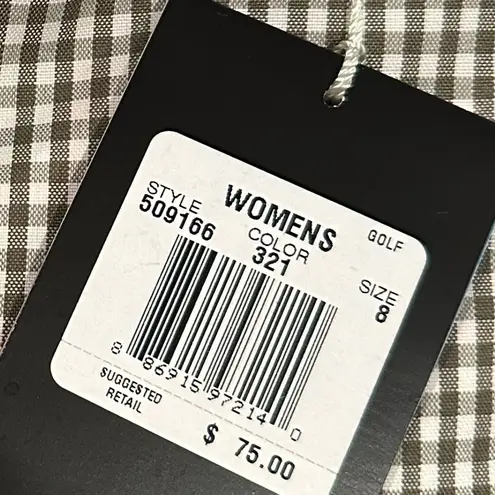 WOMENS GOLF
STYLE COLOR SIZE
509166 321 8
8 86915 97214 0
SUGGESTED
RETAIL
$ 75.00